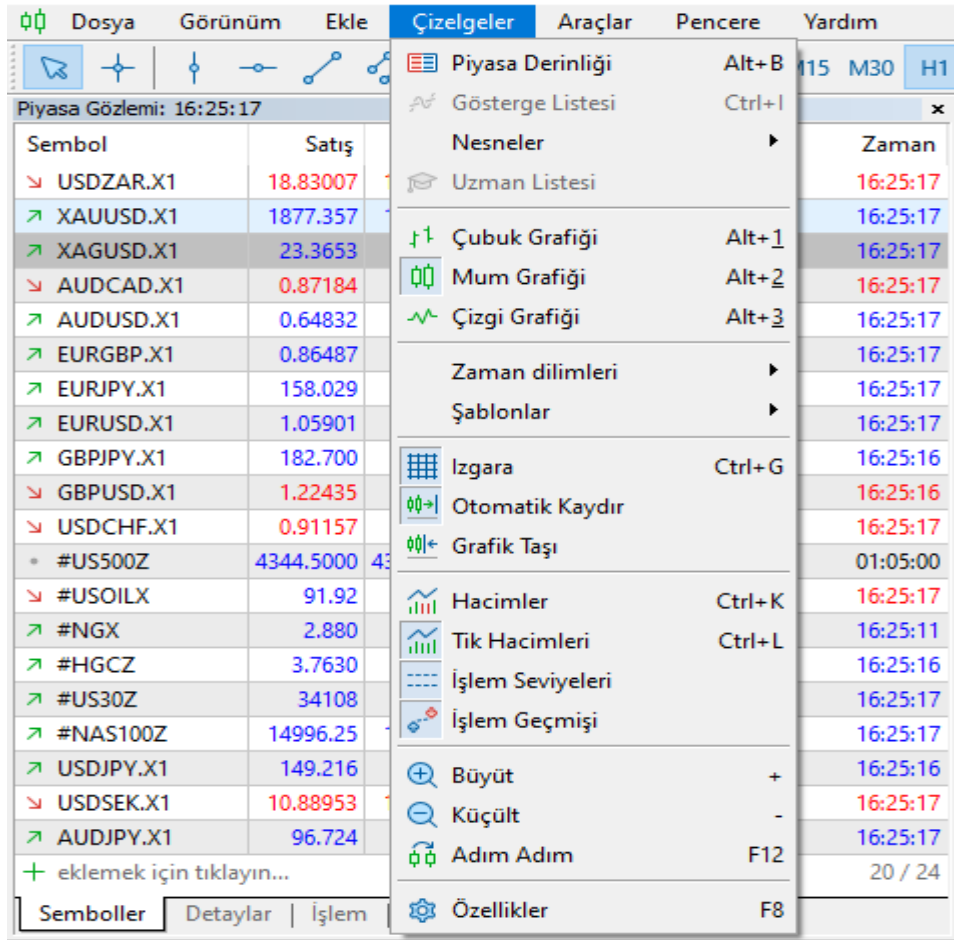 Dosya Görünüm Ekle Çizelgeler Araçlar Pencere Yardım
M30 H1
Piyasa Gözlemi: 16:25:17
Sembol Satış Zaman
USDZAR.X1 18.83007 16:25:17
XAUUSD.X1 1877.357 16:25:17
XAGUSD.X1 23.3653 16:25:17
AUDCAD.X1 0.87184 16:25:17
AUDUSD.X1 0.64832 16:25:17
EURGBP.X1 0.86487 16:25:17
EURJPY.X1 158.029 16:25:17
EURUSD.X1 1.05901 16:25:17
GBPJPY.X1 182.700 16:25:16
GBPUSD.X1 1.22435 16:25:16
USDCHF.X1 0.91157 16:25:17
#US500Z 4344.5000 01:05:00
#USOILX 91.92 16:25:17
#NGX 2.880 16:25:11
#HGCZ 3.7630 16:25:16
#US30Z 34108 16:25:17
#NAS100Z 14996.25 16:25:17
USDJPY.X1 149.216 16:25:16
USDSEK.X1 10.88953 16:25:17
AUDJPY.X1 96.724 16:25:17
eklemek için tıklayın... 20 / 24
Semboller Detaylar | İşlem
Piyasa Derinliği Alt+B
Gösterge Listesi Ctrl+I
Nesneler
Uzman Listesi
Çubuk Grafiği Alt+1
Mum Grafiği Alt+2
Çizgi Grafiği Alt+3
Zaman dilimleri
Şablonlar
Izgara Ctrl+G
Otomatik Kaydır
Grafik Taşı
Hacimler Ctrl+K
Tik Hacimleri Ctrl+L
İşlem Seviyeleri
İşlem Geçmişi
Büyüt +
Küçült -
Adım Adım F12
Özellikler F8